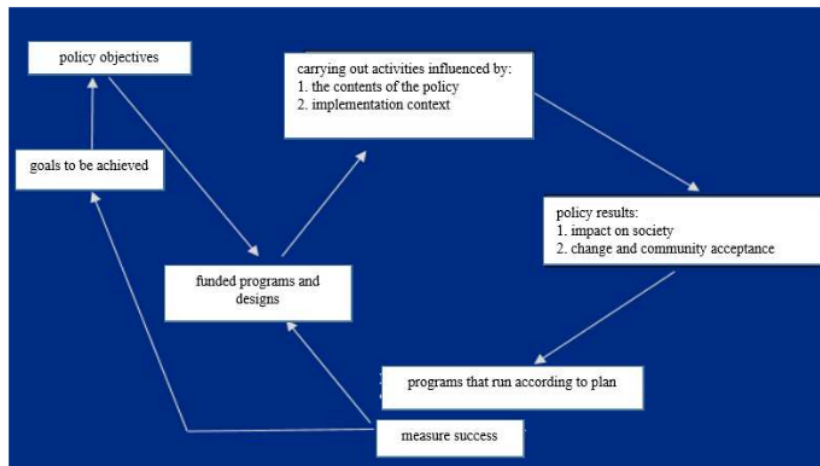 policy objectives
carrying out activities influenced by:
1. the contents of the policy
2. implementation context
goals to be achieved
policy results:
1. impact on society
2. change and community acceptance
funded programs and
designs
programs that run according to plan
measure success